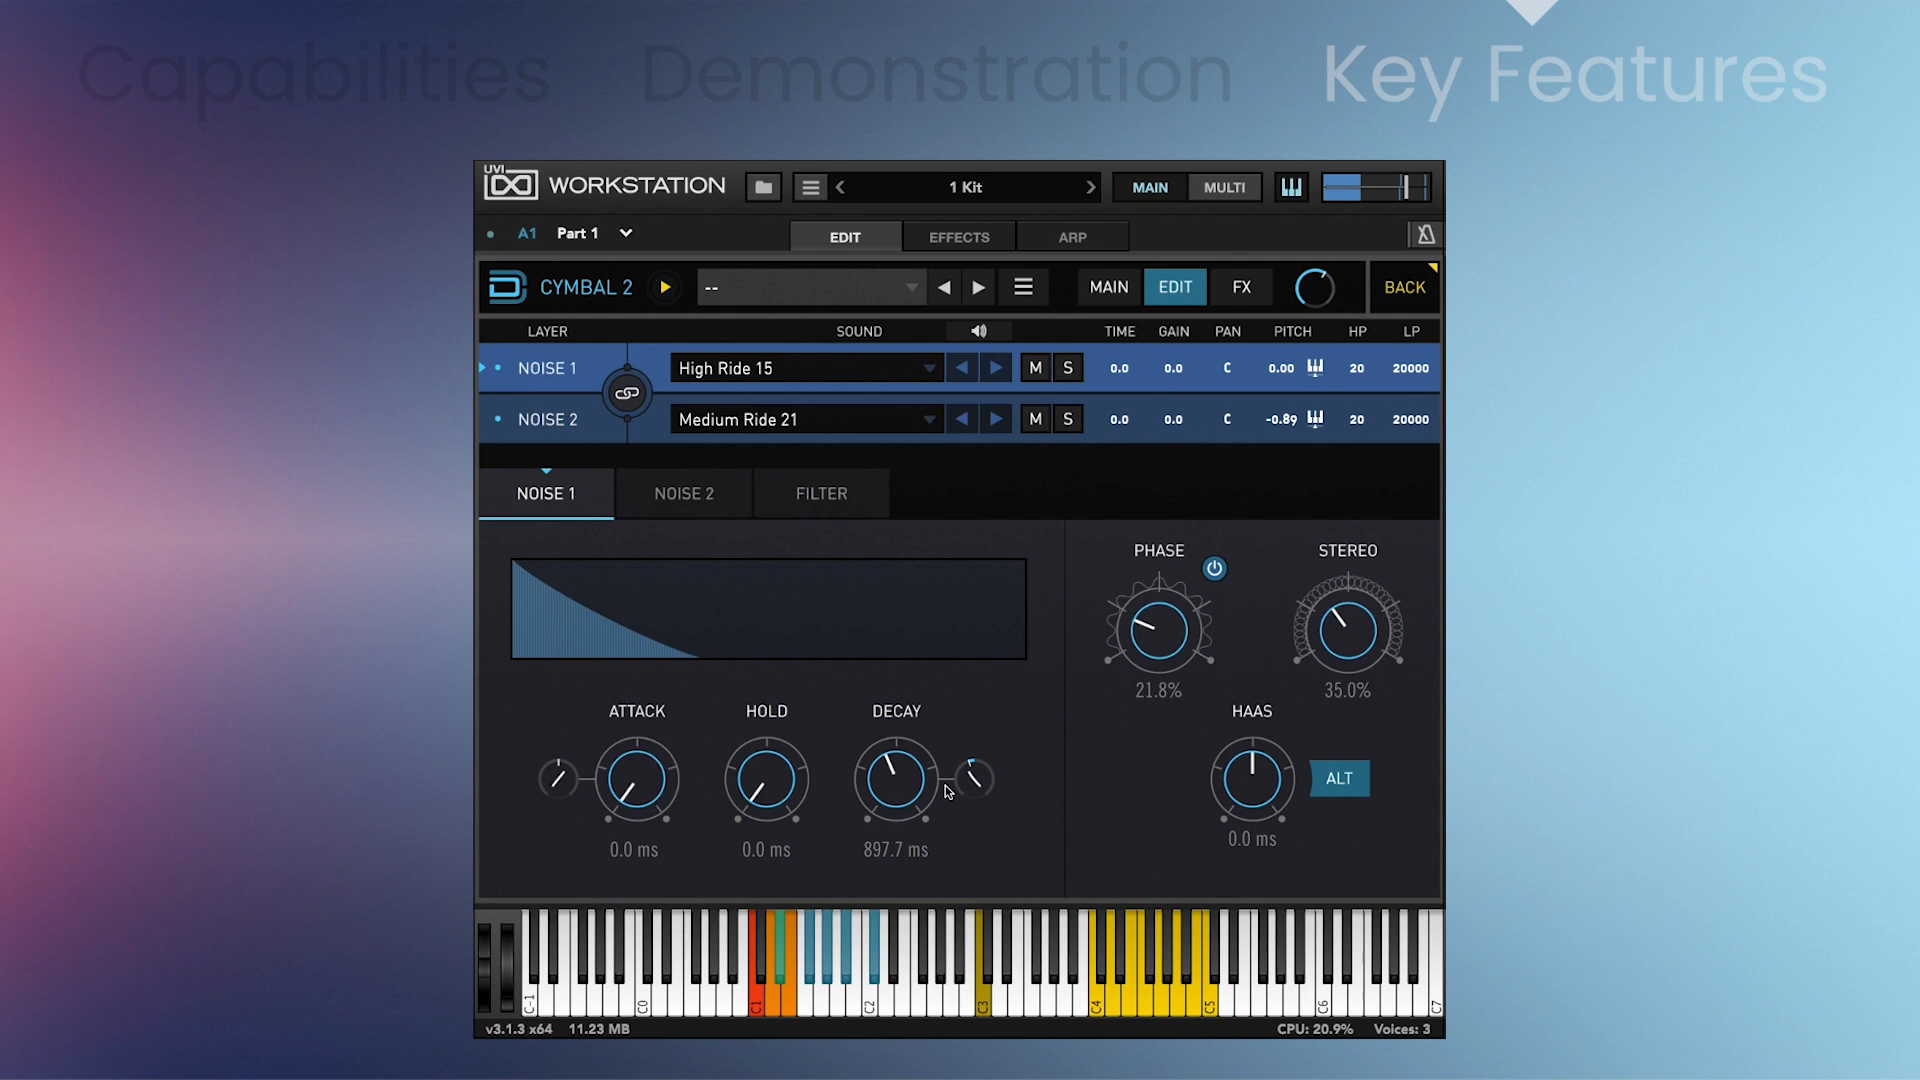 Capabilities Demonstration Key Features
UVI WORKSTATION 1 Kit MAIN MULTI
A1 Part 1 EDIT EFFECTS ARP
CYMBAL 2 -- MAIN EDIT FX BACK
LAYER SOUND TIME GAIN PAN PITCH HP LP
NOISE 1 High Ride 15 M S 0.0 0.0 C 0.00 20 20000
NOISE 2 Medium Ride 21 M S 0.0 0.0 C -0.89 20 20000
NOISE 1 NOISE 2 FILTER
PHASE STEREO
21.8% 35.0%
ATTACK HOLD DECAY HAAS
ALT
0.0 ms 0.0 ms 897.7 ms 0.0 ms
C-1 C0 C1 C2 C3 C4 C5 C6 C7
v3.1.3 x64 11.23 MB CPU: 20.9% Voices: 3